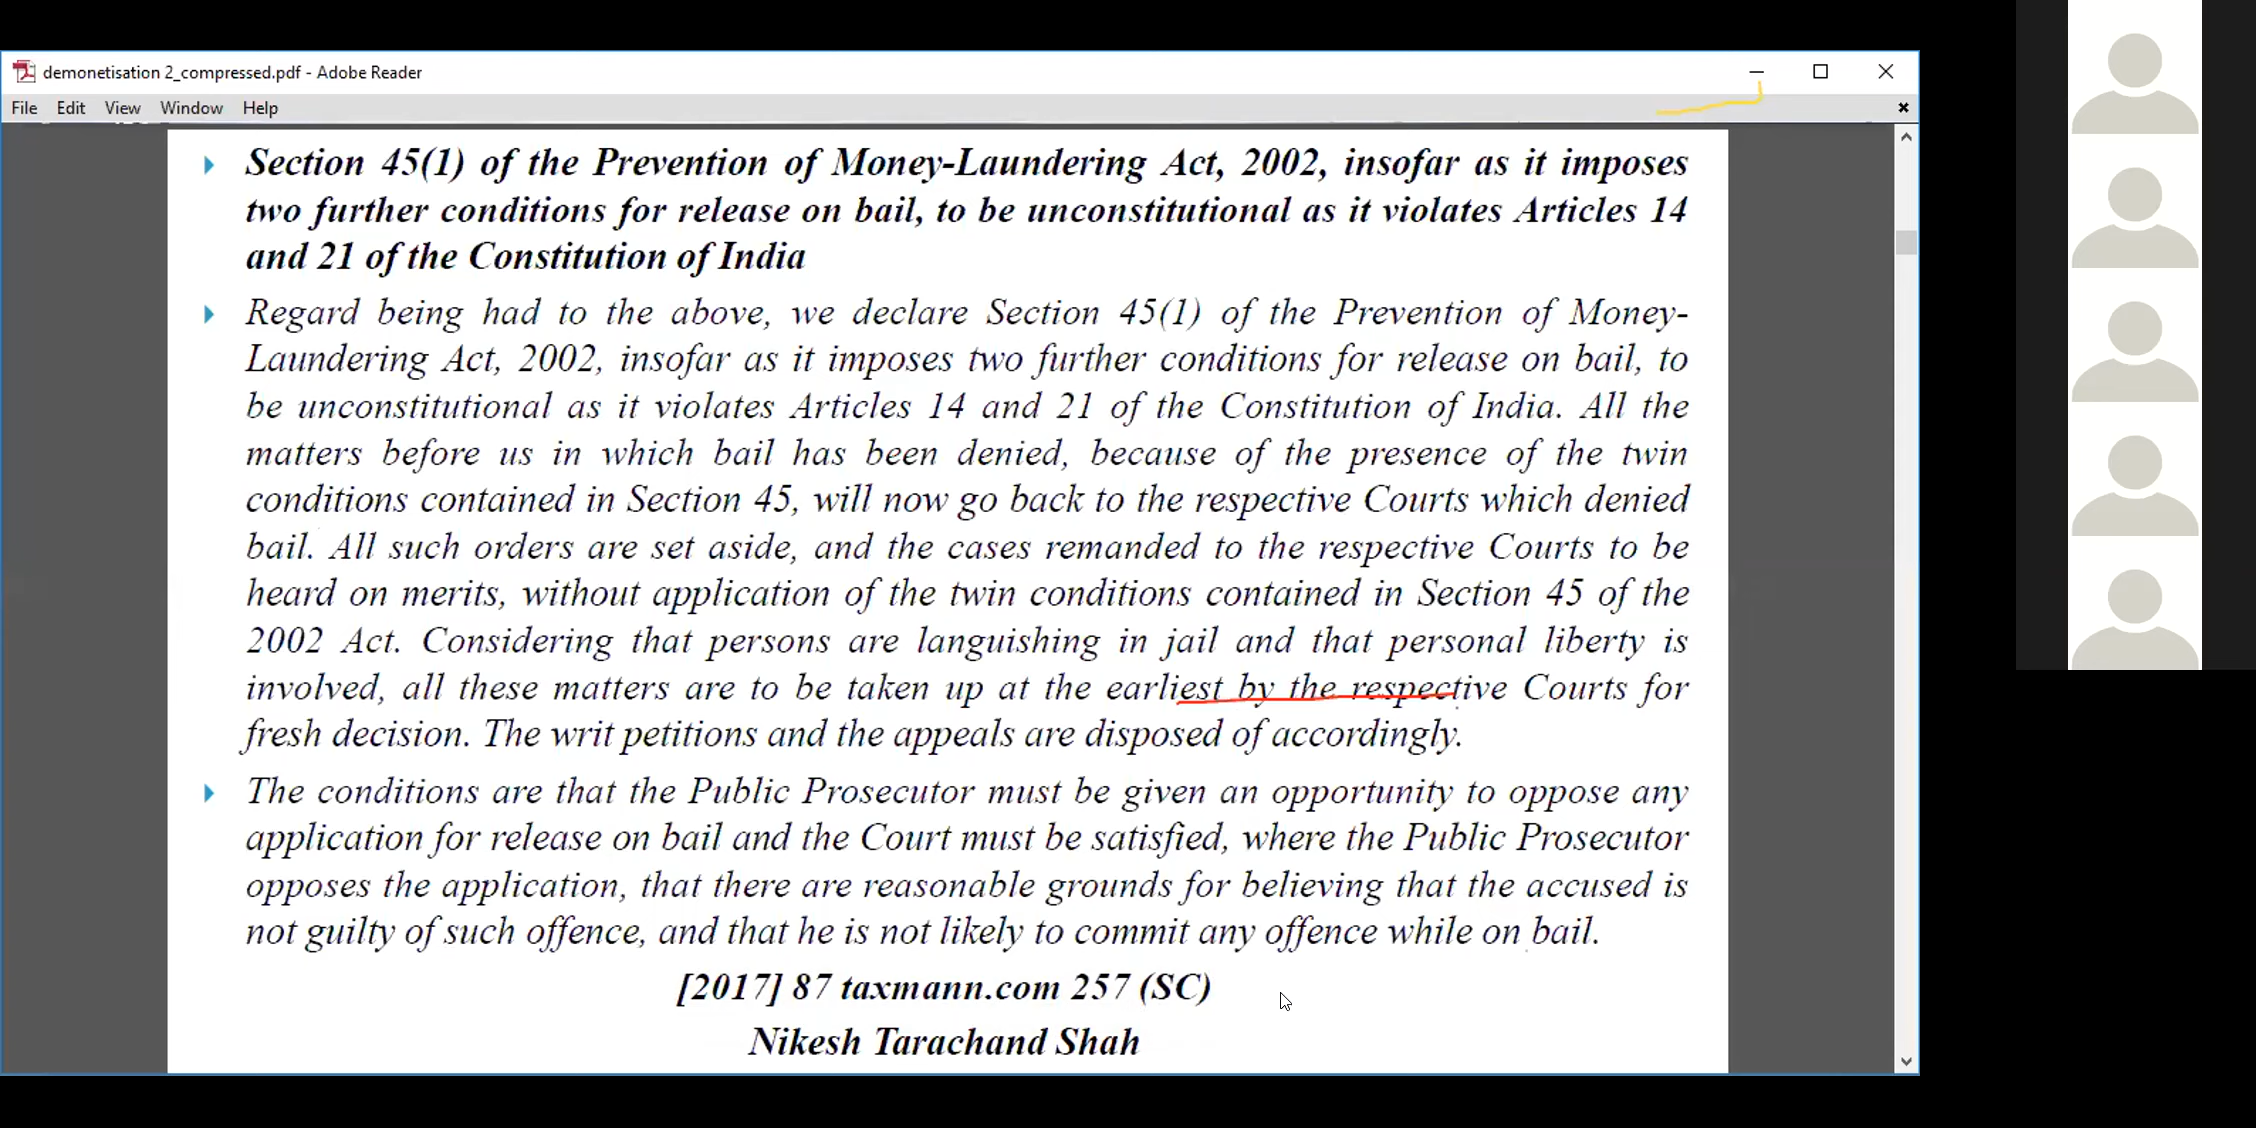 demonetisation 2_compressed.pdf - Adobe Reader
File Edit View Window Help
Section 45(1) of the Prevention of Money-Laundering Act, 2002, insofar as it imposes
two further conditions for release on bail, to be unconstitutional as it violates Articles 14
and 21 of the Constitution of India
Regard being had to the above, we declare Section 45(1) of the Prevention of Money-
Laundering Act, 2002, insofar as it imposes two further conditions for release on bail, to
be unconstitutional as it violates Articles 14 and 21 of the Constitution of India. All the
matters before us in which bail has been denied, because of the presence of the twin
conditions contained in Section 45, will now go back to the respective Courts which denied
bail. All such orders are set aside, and the cases remanded to the respective Courts to be
heard on merits, without application of the twin conditions contained in Section 45 of the
2002 Act. Considering that persons are languishing in jail and that personal liberty is
involved, all these matters are to be taken up at the earliest by the respective Courts for
fresh decision. The writ petitions and the appeals are disposed of accordingly.
The conditions are that the Public Prosecutor must be given an opportunity to oppose any
application for release on bail and the Court must be satisfied, where the Public Prosecutor
opposes the application, that there are reasonable grounds for believing that the accused is
not guilty of such offence, and that he is not likely to commit any offence while on bail.
[2017] 87 taxmann.com 257 (SC)
Nikesh Tarachand Shah